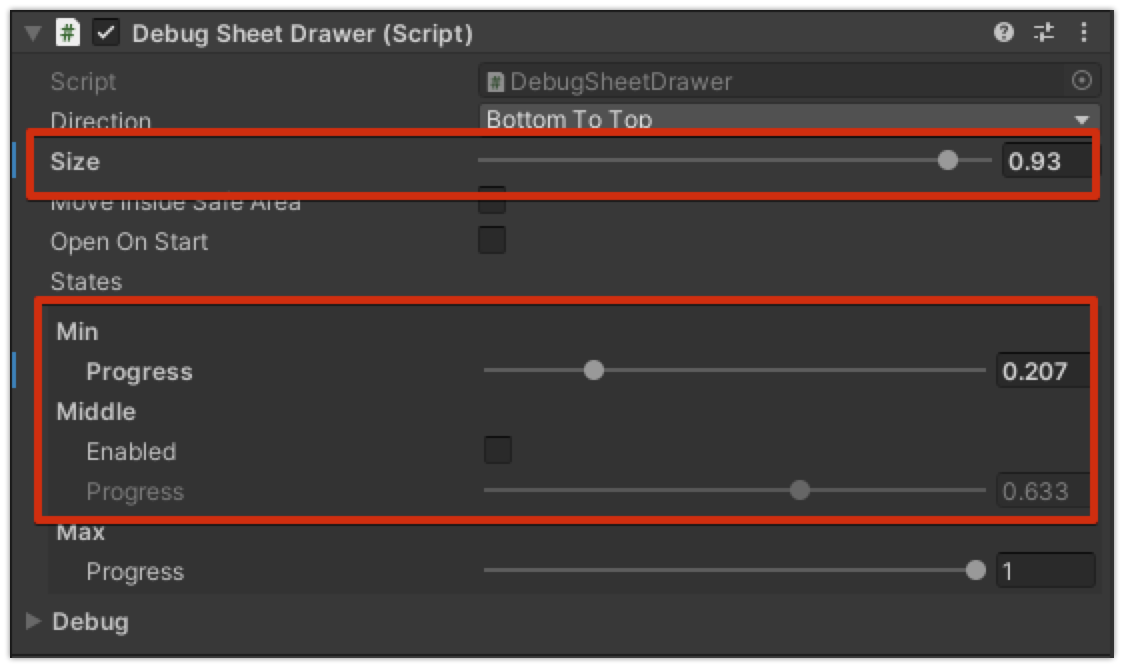 Debug Sheet Drawer (Script)
Script DebugSheetDrawer
Direction Bottom To Top
Size 0.93
Move Inside Safe Area
Open On Start
States
Min
Progress 0.207
Middle
Enabled
Progress 0.633
Max
Progress 1
Debug